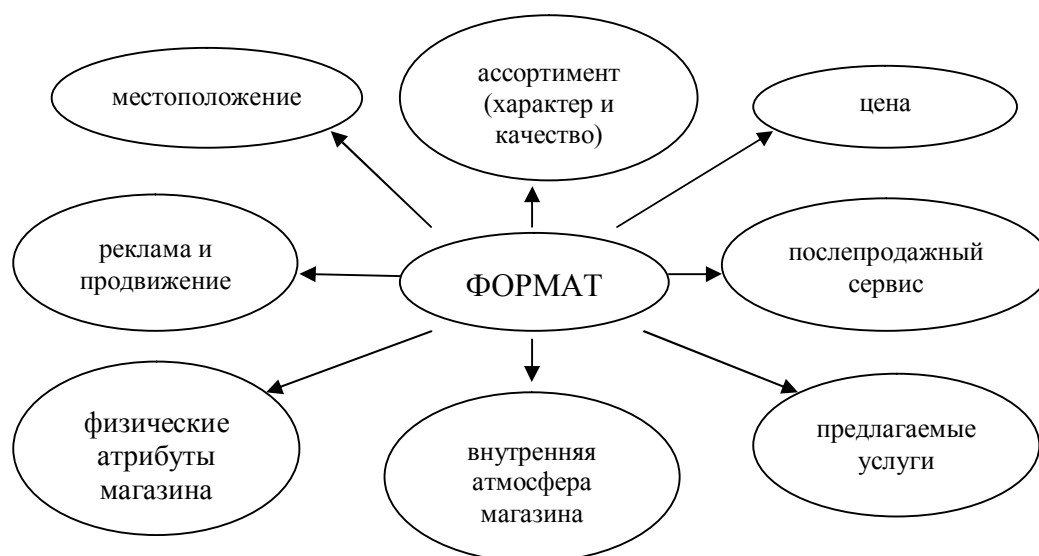 местоположение
ассортимент
(характер и
качество)
цена
реклама и
продвижение
ФОРМАТ
послепродажный
сервис
физические
атрибуты
магазина
внутренняя
атмосфера
магазина
предлагаемые
услуги